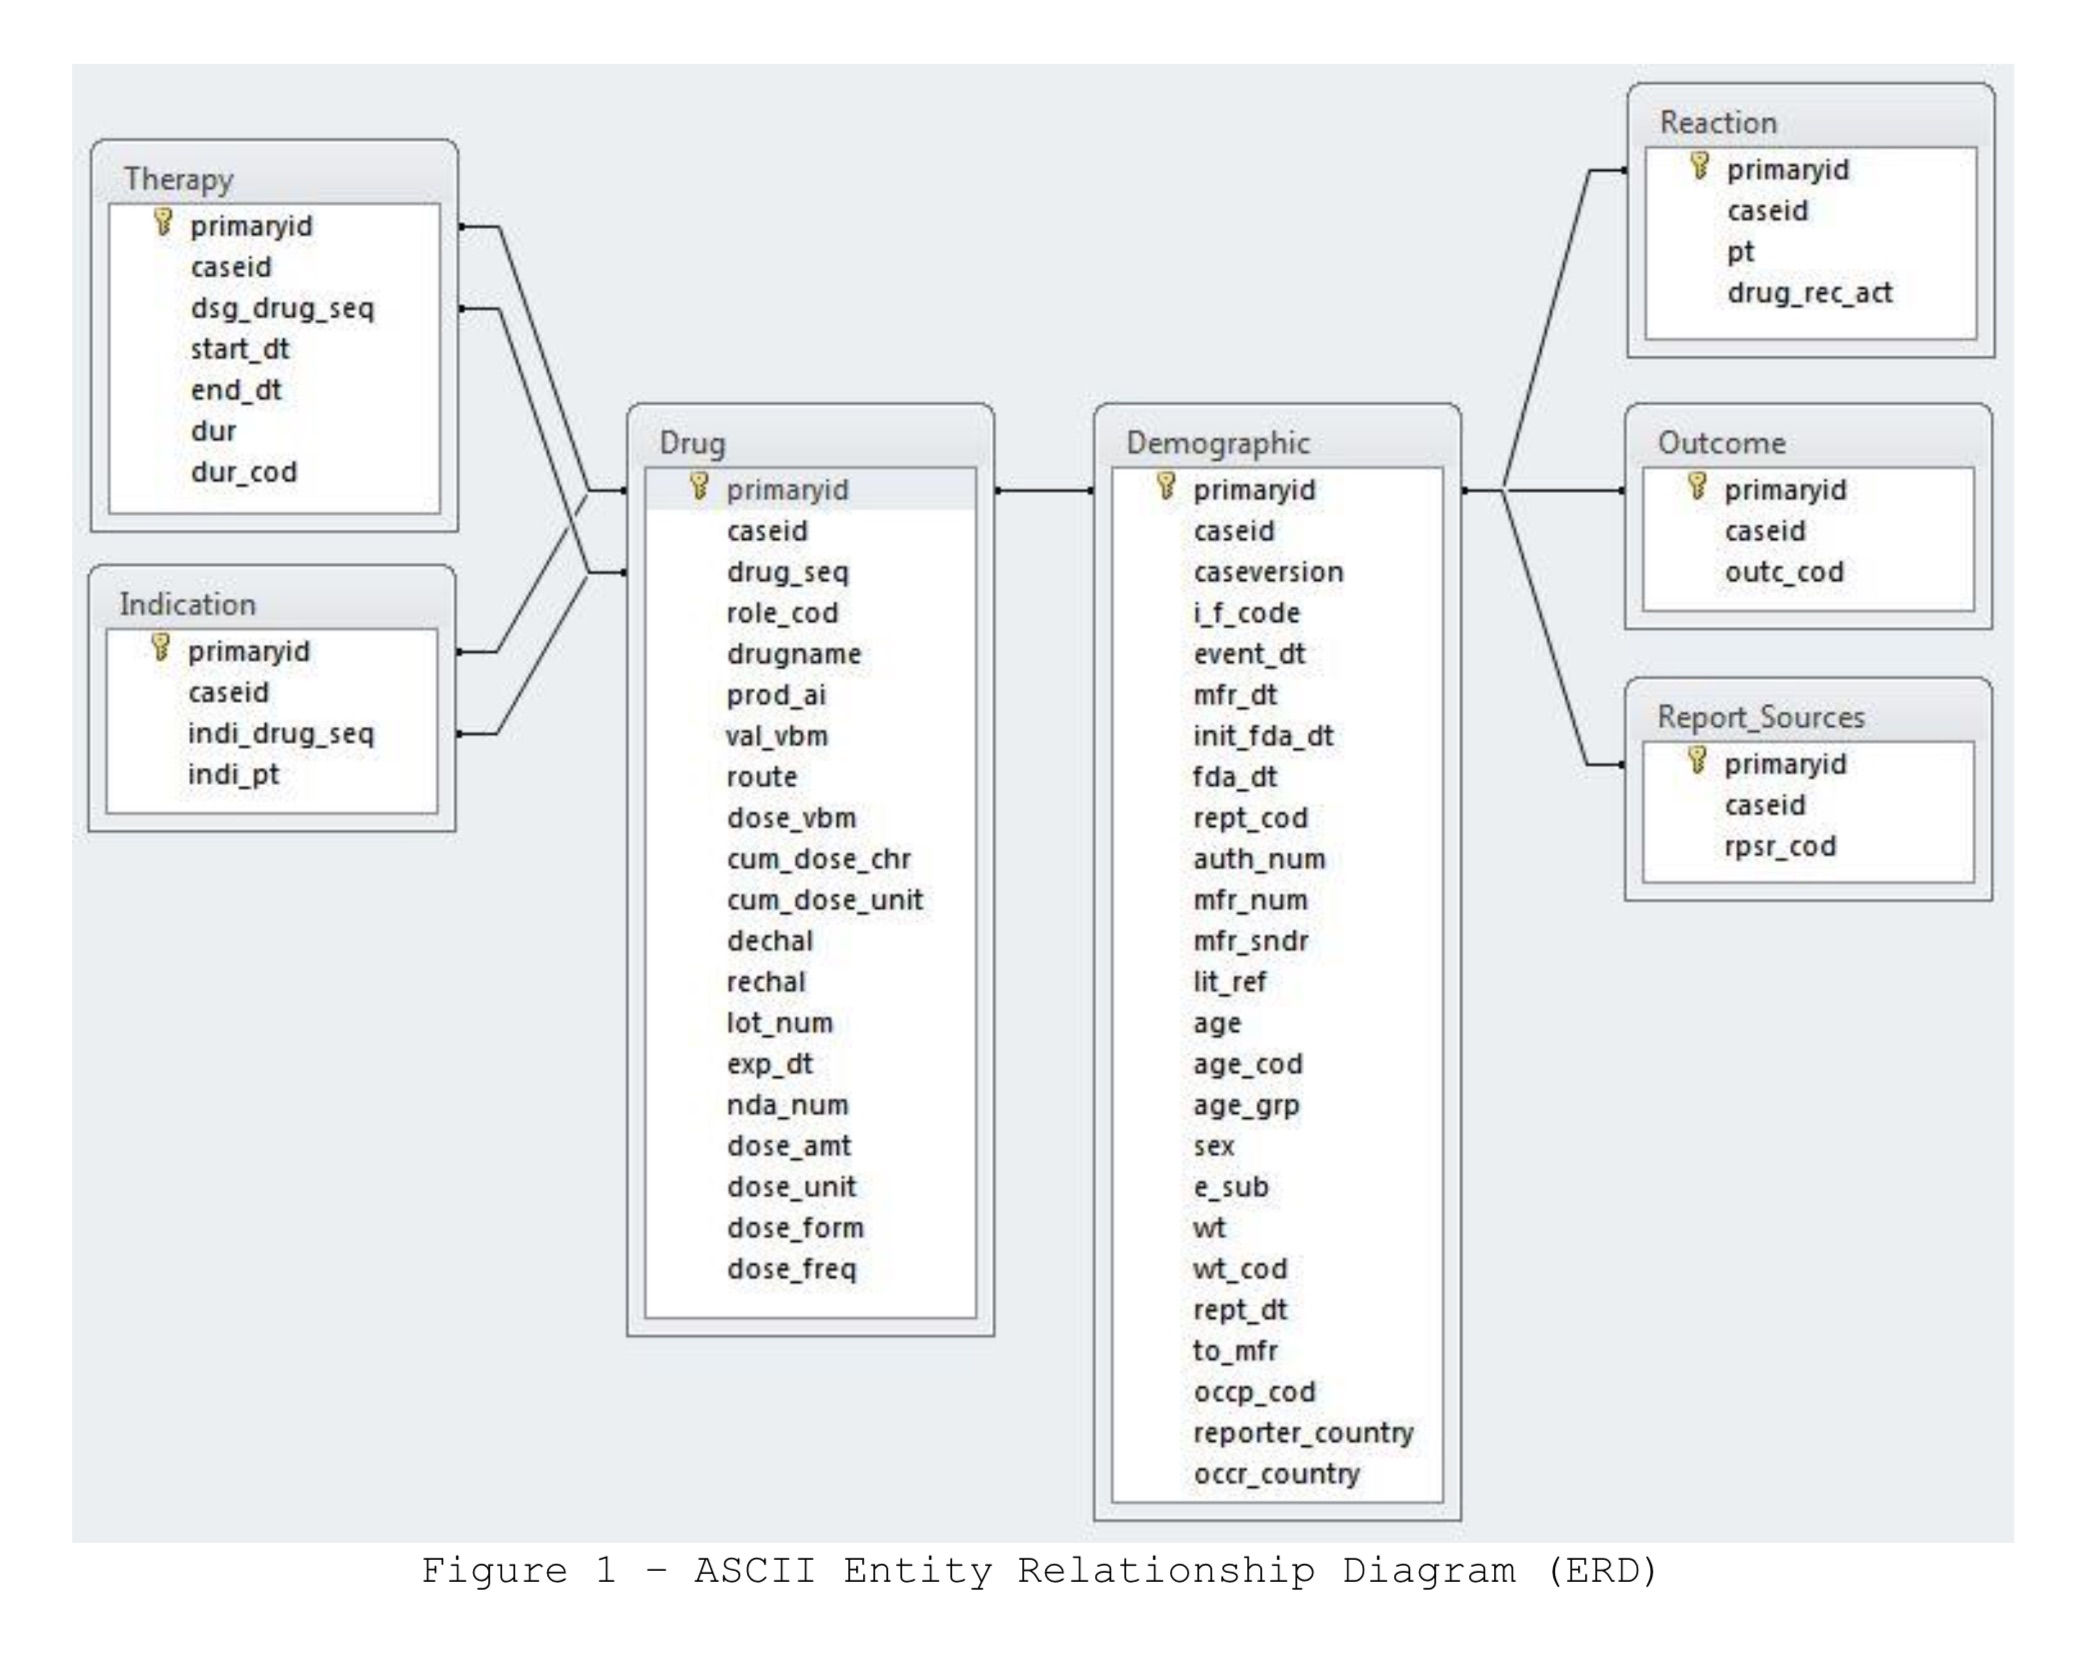 Therapy
primaryid
caseid
dsg_drug_seq
start_dt
end_dt
dur
dur_cod
Indication
primaryid
caseid
indi_drug_seq
indi_pt
Drug
primaryid
caseid
drug_seq
role_cod
drugname
prod_ai
val_vbm
route
dose_vbm
cum_dose_chr
cum_dose_unit
dechal
rechal
lot_num
exp_dt
nda_num
dose_amt
dose_unit
dose_form
dose_freq
Demographic
primaryid
caseid
caseversion
i_f_code
event_dt
mfr_dt
init_fda_dt
fda_dt
rept_cod
auth_num
mfr_num
mfr_sndr
lit_ref
age
age_cod
age_grp
sex
e_sub
wt
wt_cod
rept_dt
to_mfr
occp_cod
reporter_country
occr_country
Reaction
primaryid
caseid
pt
drug_rec_act
Outcome
primaryid
caseid
outc_cod
Report_Sources
primaryid
caseid
rpsr_cod
Figure 1 – ASCII Entity Relationship Diagram (ERD)